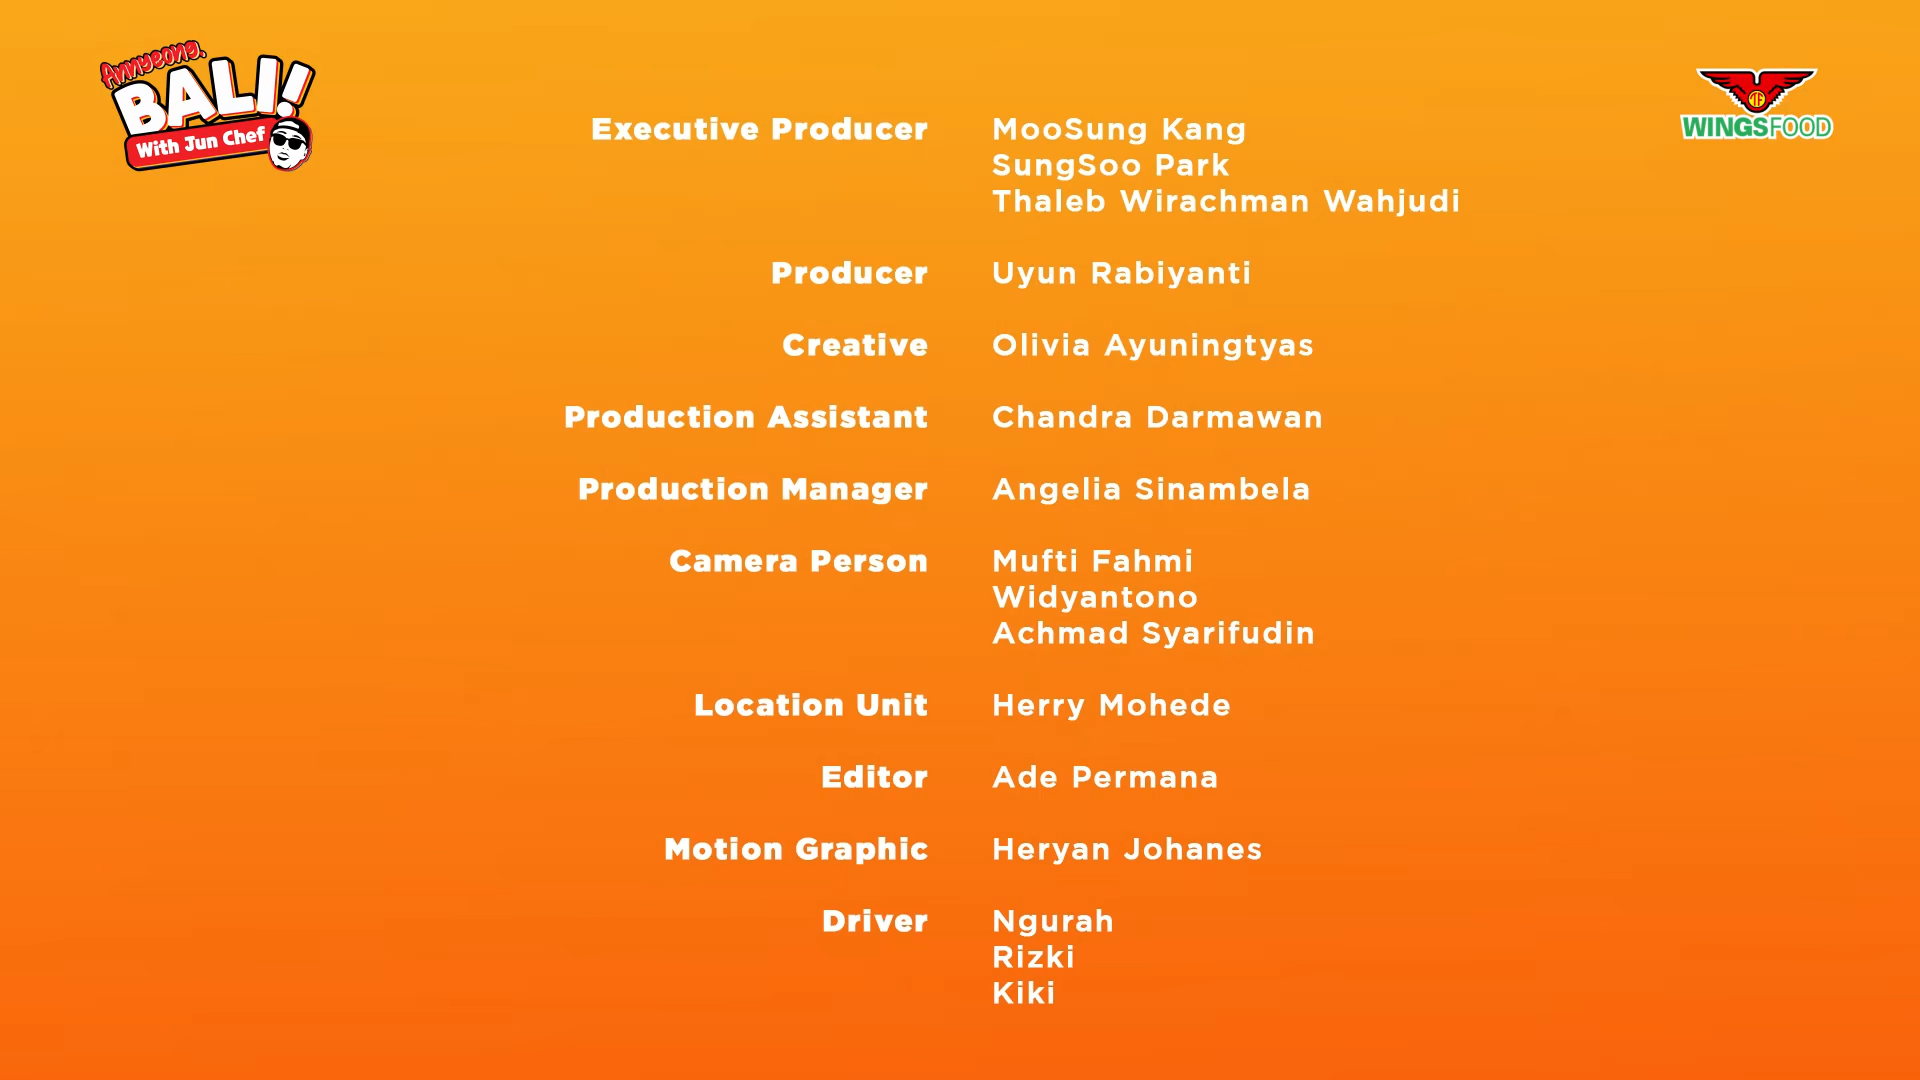 Annyeong,
BALI!
With Jun Chef
WINGSFOOD
Executive Producer MooSung Kang
SungSoo Park
Thaleb Wirachman Wahjudi
Producer Uyun Rabiyanti
Creative Olivia Ayuningtyas
Production Assistant Chandra Darmawan
Production Manager Angelia Sinambela
Camera Person Mufti Fahmi
Widyantono
Achmad Syarifudin
Location Unit Herry Mohede
Editor Ade Permana
Motion Graphic Heryan Johanes
Driver Ngurah
Rizki
Kiki